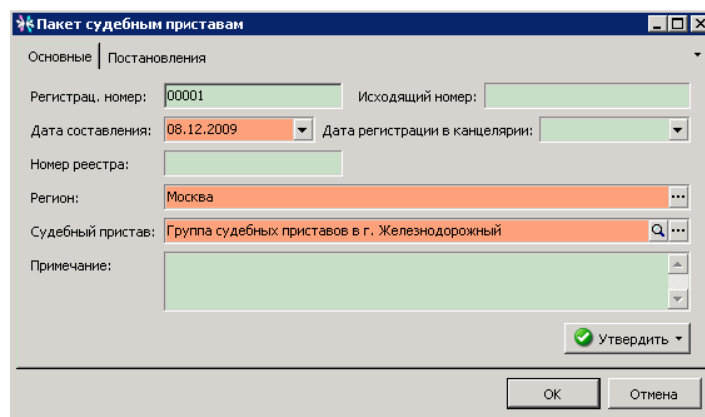 Пакет судебным приставам
Основные Постановления
Регистрац. номер: 00001 Исходящий номер:
Дата составления: 08.12.2009 Дата регистрации в канцелярии:
Номер реестра:
Регион: Москва
Судебный пристав: Группа судебных приставов в г. Железнодорожный
Примечание:
Утвердить
ОК Отмена